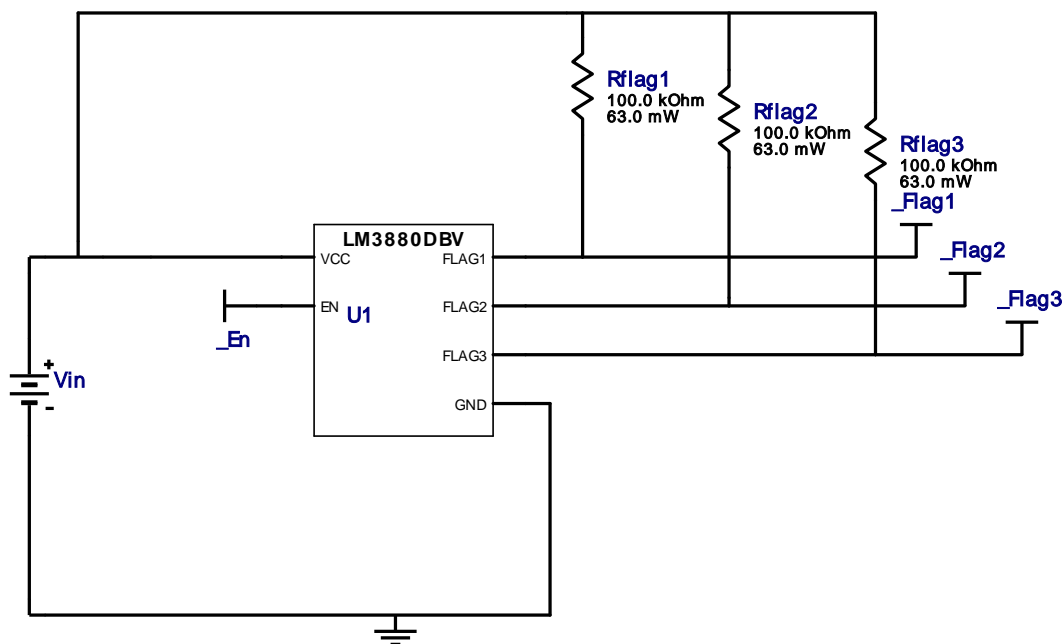 Rflag1
100.0 kOhm
63.0 mW
Rflag2
100.0 kOhm
63.0 mW
Rflag3
100.0 kOhm
63.0 mW
_Flag1
_Flag2
_Flag3
LM3880DBV
VCC
FLAG1
EN
U1
FLAG2
FLAG3
GND
_En
+
Vin
-